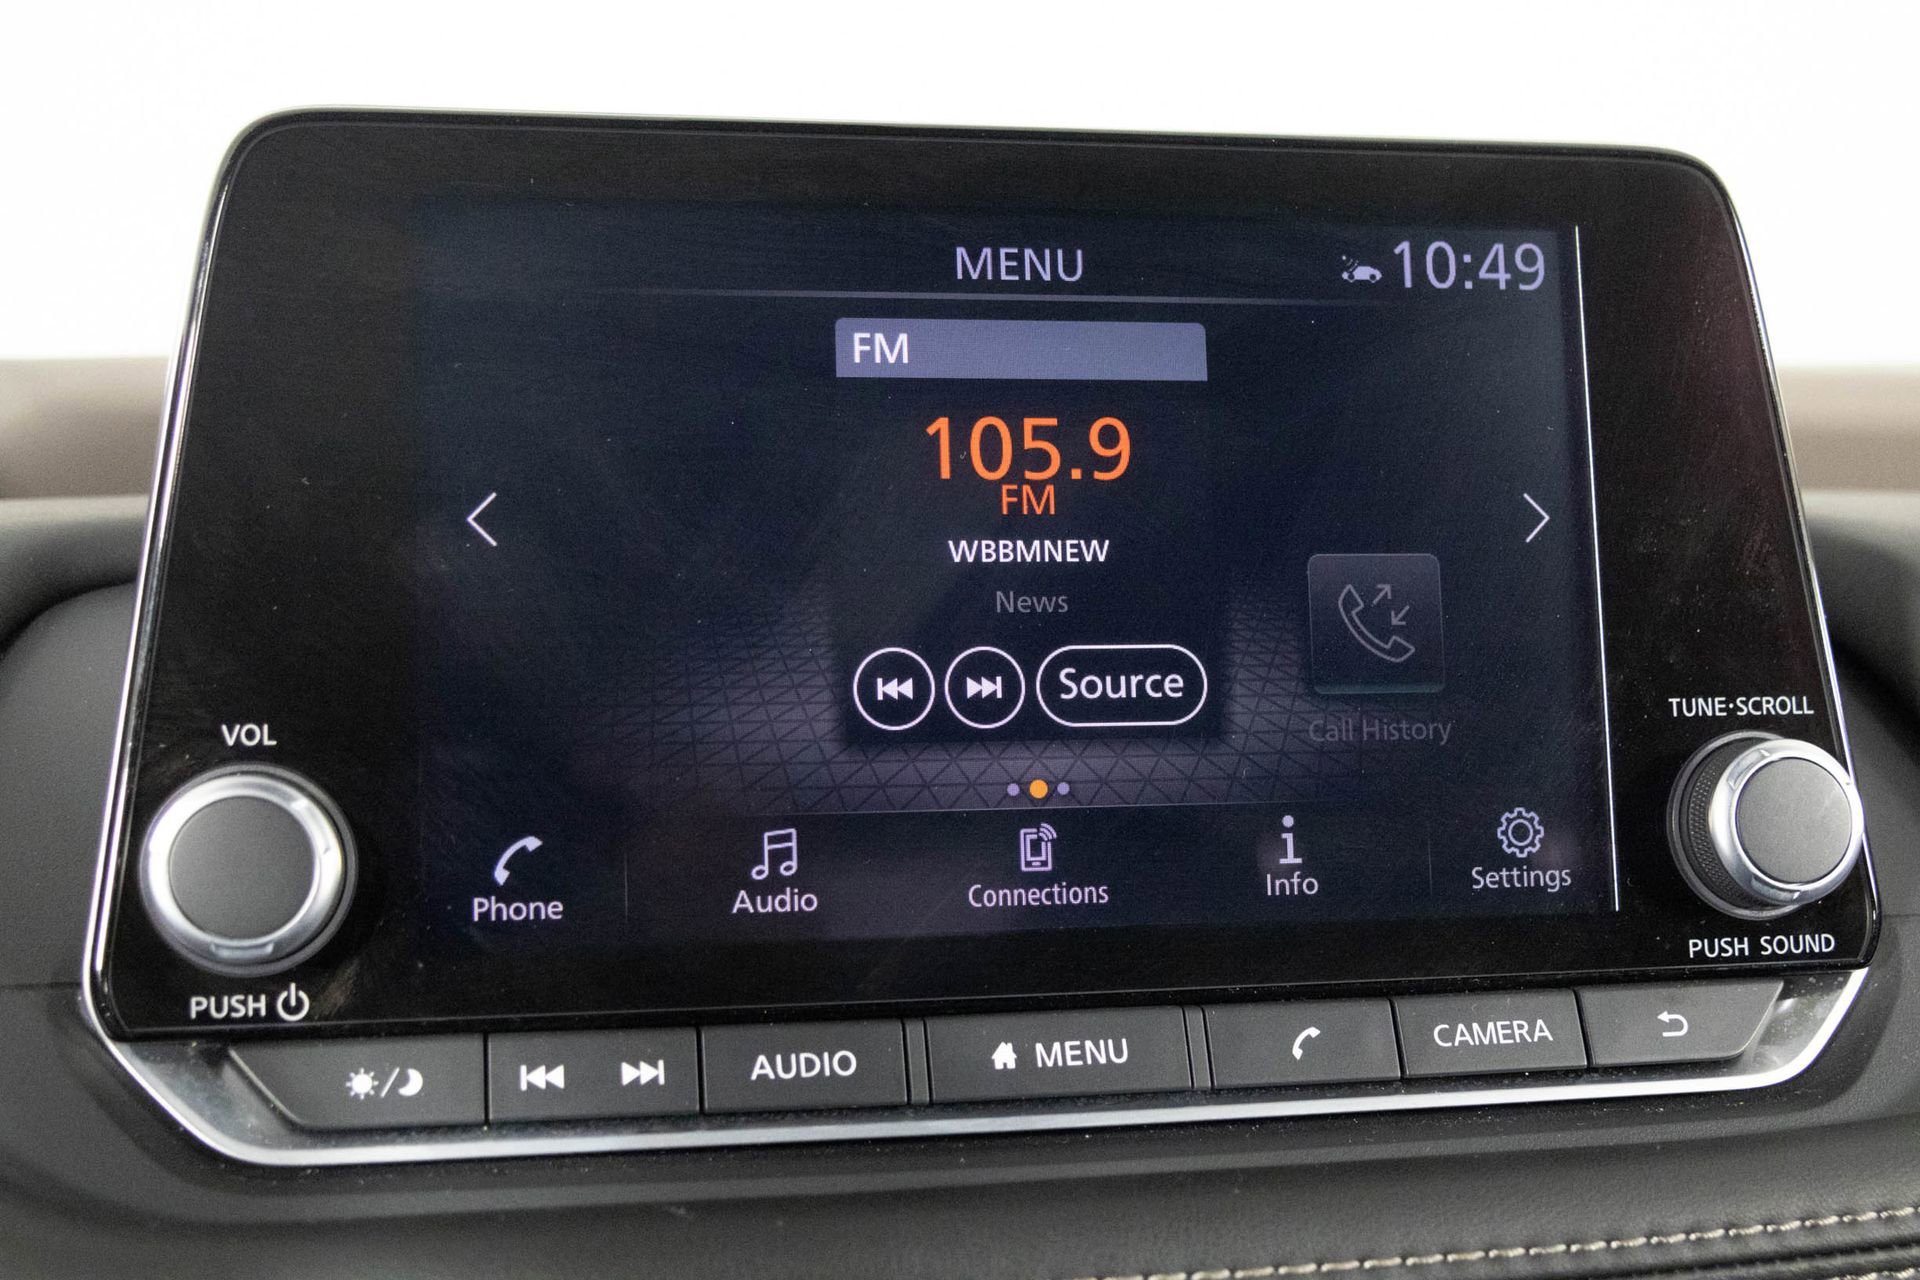 MENU
10:49
FM
105.9
FM
WBBMNEW
News
Source
Call History
Phone
Audio
Connections
Info
Settings
VOL
PUSH
TUNE·SCROLL
PUSH SOUND
AUDIO
MENU
CAMERA